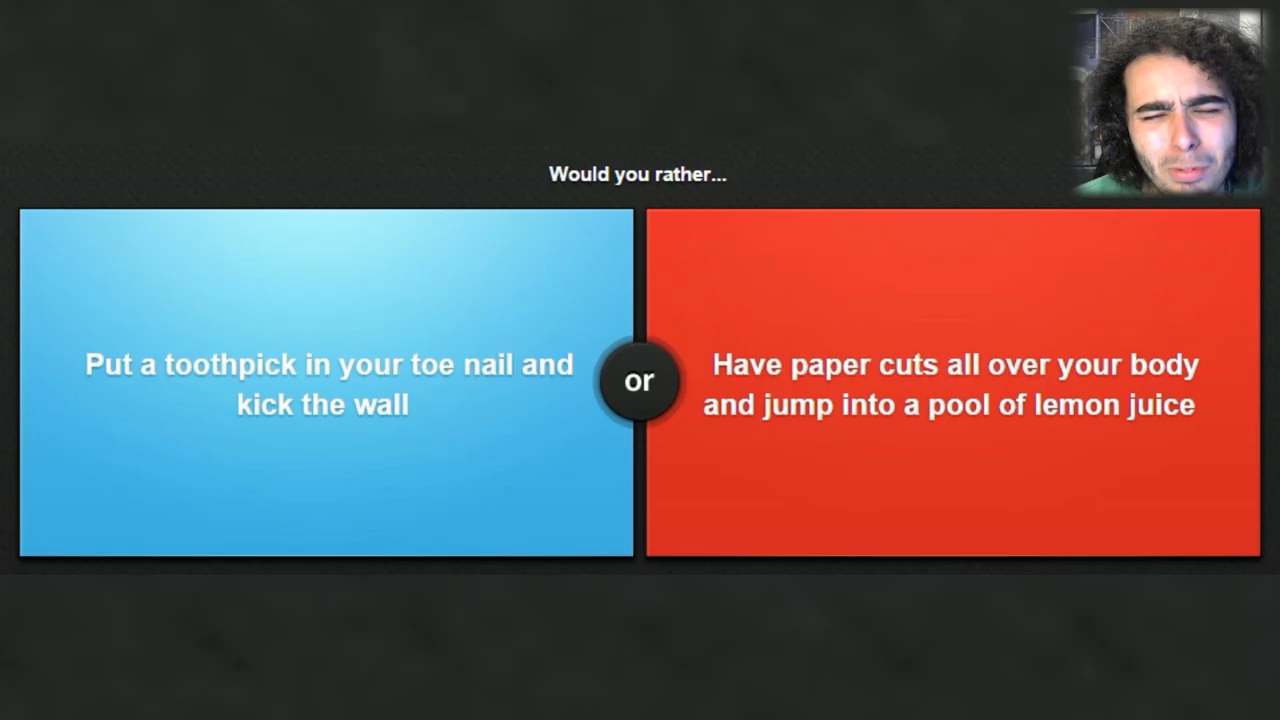 Would you rather...
Put a toothpick in your toe nail and
kick the wall
or
Have paper cuts all over your body
and jump into a pool of lemon juice